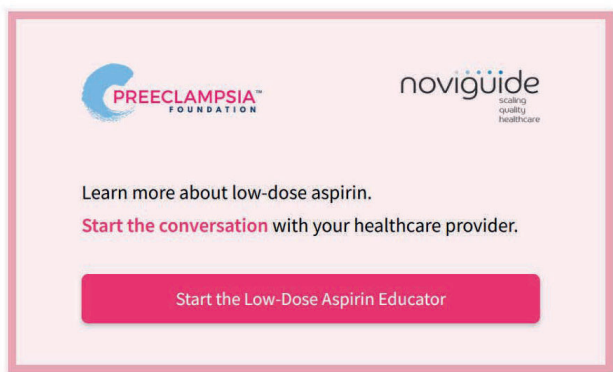 PREECLAMPSIA™
FOUNDATION
noviguide
scaling
quality
healthcare
Learn more about low-dose aspirin.
Start the conversation with your healthcare provider.
Start the Low-Dose Aspirin Educator